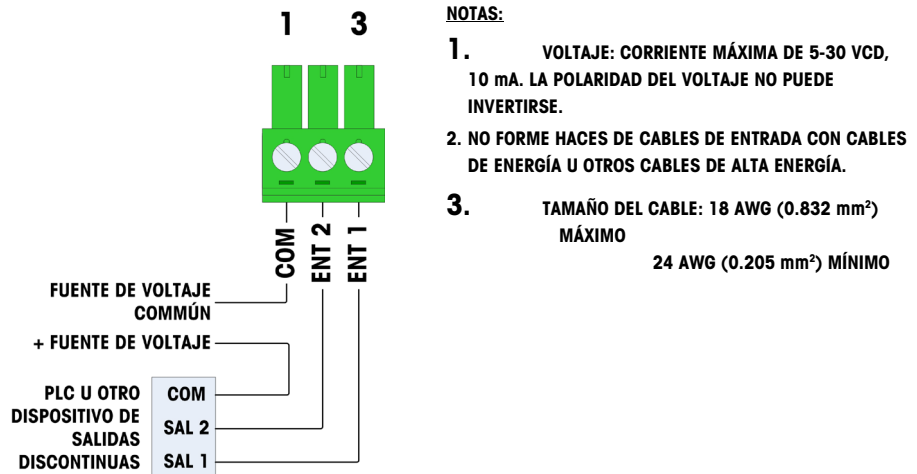 1 3
COM
ENT 2
ENT 1
FUENTE DE VOLTAJE
COMMÚN
+ FUENTE DE VOLTAJE
PLC U OTRO
DISPOSITIVO DE
SALIDAS
DISCONTINUAS
COM
SAL 2
SAL 1
NOTAS:
1. VOLTAJE: CORRIENTE MÁXIMA DE 5-30 VCD,
10 mA. LA POLARIDAD DEL VOLTAJE NO PUEDE
INVERTIRSE.
2. NO FORME HACES DE CABLES DE ENTRADA CON CABLES
DE ENERGÍA U OTROS CABLES DE ALTA ENERGÍA.
3. TAMAÑO DEL CABLE: 18 AWG (0.832 mm²)
MÁXIMO
24 AWG (0.205 mm²) MÍNIMO